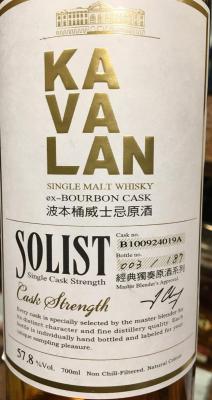 KA
VA
LAN
SINGLE MALT WHISKY
ex-BOURBON CASK
波本桶威士忌原酒
SOLIST
Single Cask Strength
Cask no.
B100924019A
Bottle no.
003 / 187
經典獨奏原酒系列
Master Blender's Approval.
Cask Strength
Every cask is specially selected by the master blender for
its distinct character and fine distillery quality. Each
bottle is individually hand bottled and labeled for your
unique sampling pleasure.
57.8%Vol. 700ml Non Chill-Filtered, Natural Colour